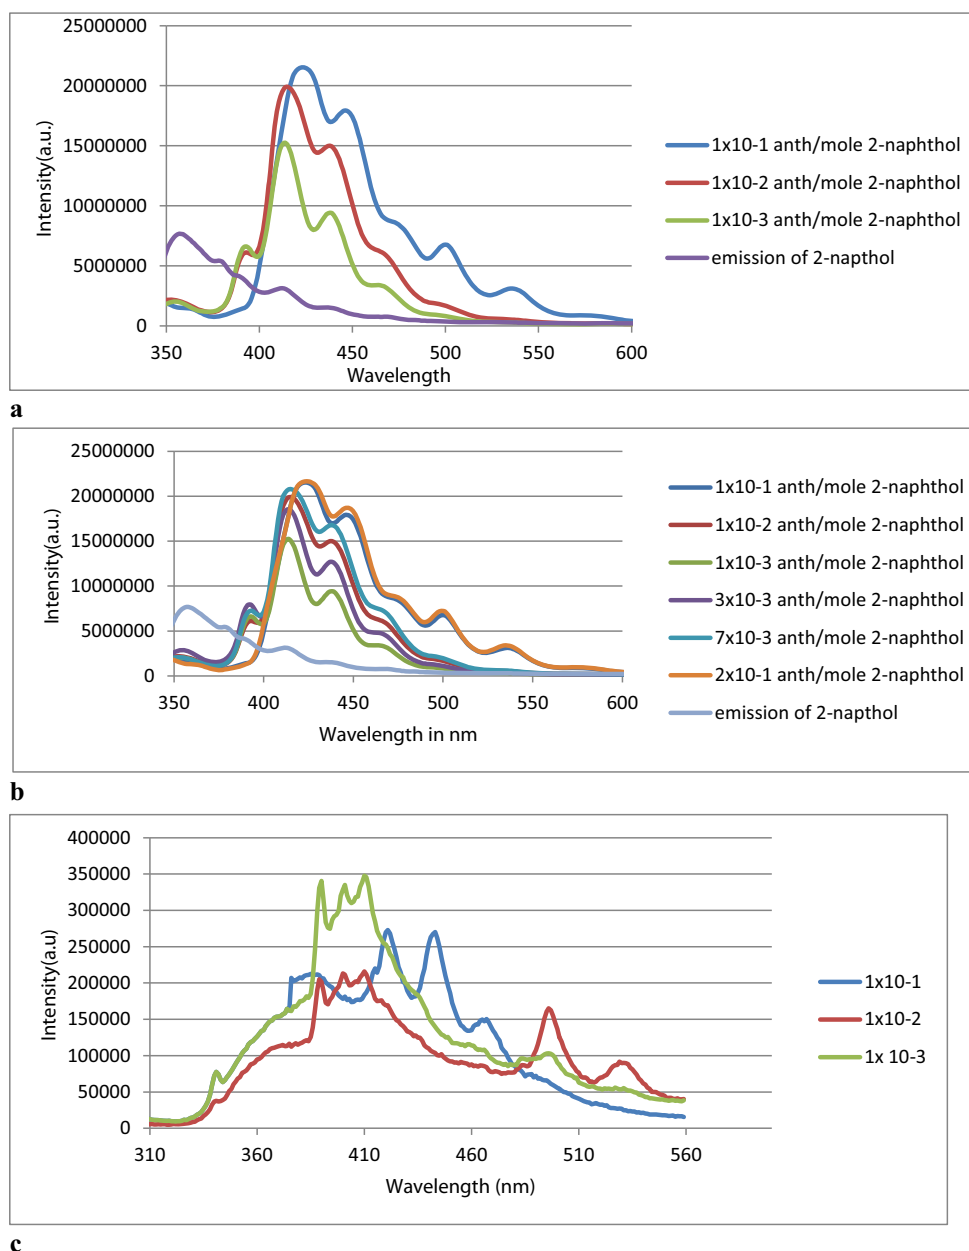 25000000
20000000
15000000
10000000
5000000
0
Intensity(a.u.)
350 400 450 500 550 600
Wavelength
1x10-1 anth/mole 2-naphthol
1x10-2 anth/mole 2-naphthol
1x10-3 anth/mole 2-naphthol
emission of 2-napthol
a
25000000
20000000
15000000
10000000
5000000
0
Intensity(a.u.)
350 400 450 500 550 600
Wavelength in nm
1x10-1 anth/mole 2-naphthol
1x10-2 anth/mole 2-naphthol
1x10-3 anth/mole 2-naphthol
3x10-3 anth/mole 2-naphthol
7x10-3 anth/mole 2-naphthol
2x10-1 anth/mole 2-naphthol
emission of 2-napthol
b
400000
350000
300000
250000
200000
150000
100000
50000
0
Intensity(a.u)
310 360 410 460 510 560
Wavelength (nm)
1x10-1
1x10-2
1x 10-3
c